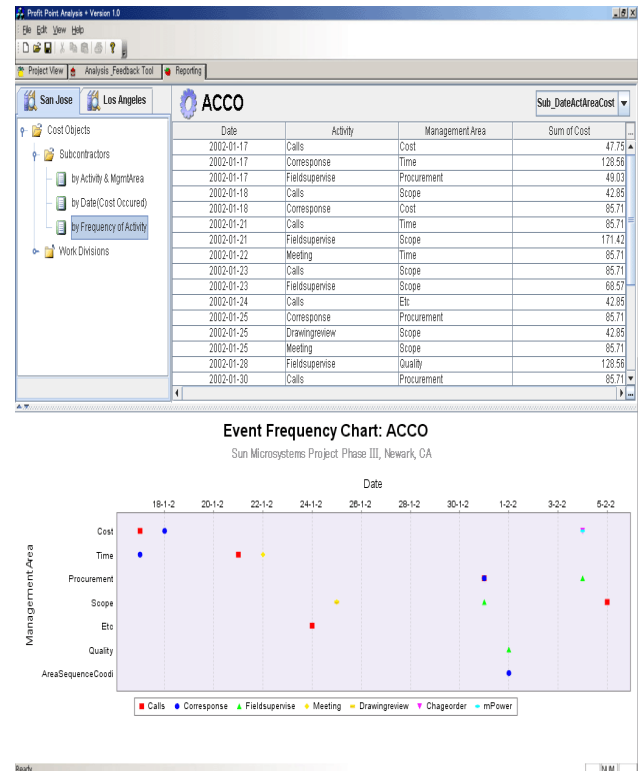 Profit Point Analysis + Version 1.0
File Edit View Help
Project View Analysis_Feedback Tool Reporting
San Jose Los Angeles
ACCO
Sub_DateActAreaCost
Cost Objects
Subcontractors
by Activity & MgmtArea
by Date(Cost Occured)
by Frequency of Activity
Work Divisions
Date Activity Management Area Sum of Cost ...
2002-01-17 Calls Cost 47.75
2002-01-17 Corresponse Time 128.56
2002-01-17 Fieldsupervise Procurement 49.03
2002-01-18 Calls Scope 42.85
2002-01-18 Corresponse Cost 85.71
2002-01-21 Calls Time 85.71
2002-01-21 Fieldsupervise Scope 171.42
2002-01-22 Meeting Time 85.71
2002-01-23 Calls Scope 85.71
2002-01-23 Fieldsupervise Scope 68.57
2002-01-24 Calls Etc 42.85
2002-01-25 Corresponse Procurement 85.71
2002-01-25 Drawingreview Scope 42.85
2002-01-25 Meeting Scope 85.71
2002-01-28 Fieldsupervise Quality 128.56
2002-01-30 Calls Procurement 85.71
Event Frequency Chart: ACCO
Sun Microsystems Project Phase III, Newark, CA
Date
18-1-2 20-1-2 22-1-2 24-1-2 26-1-2 28-1-2 30-1-2 1-2-2 3-2-2 5-2-2
Management Area
Cost
Time
Procurement
Scope
Etc
Quality
AreaSequenceCoodi
Calls Corresponse Fieldsupervise Meeting Drawingreview Chageorder mPower
Ready NUM